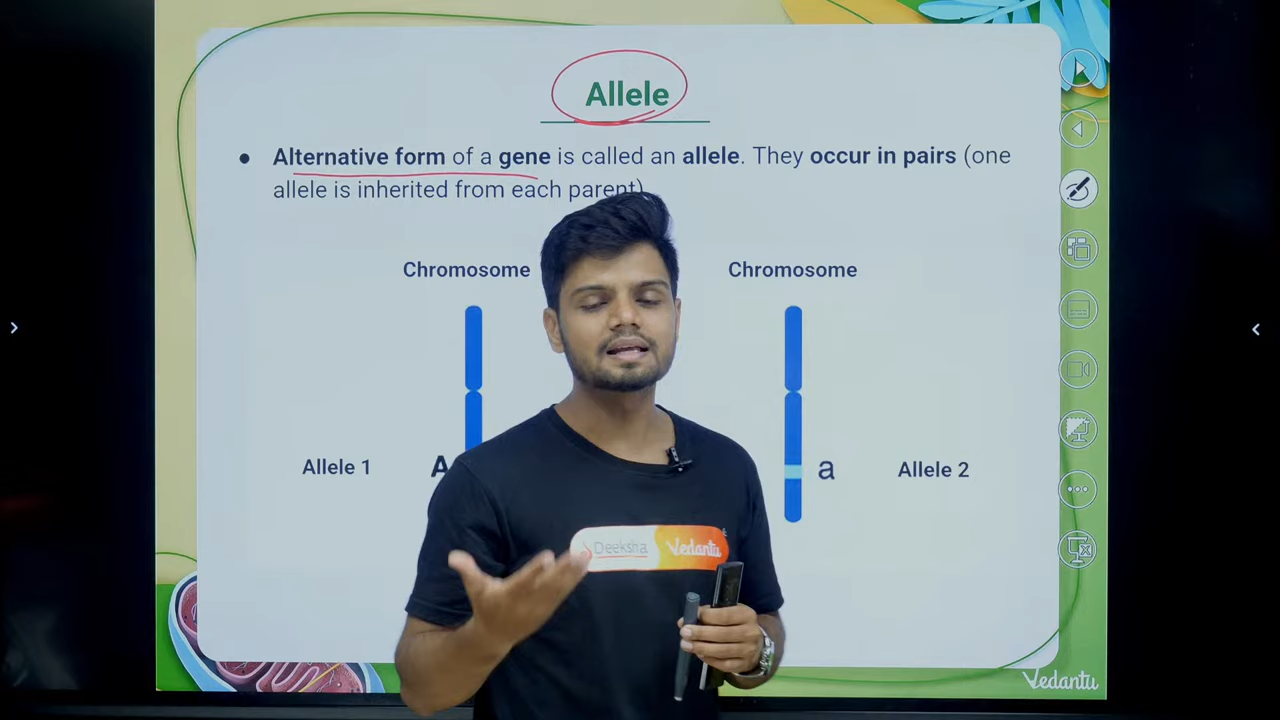 Allele
Alternative form of a gene is called an allele. They occur in pairs (one
allele is inherited from each parent)
Chromosome
Chromosome
Allele 1
A
a
Allele 2
Deeksha Vedantu
Vedantu